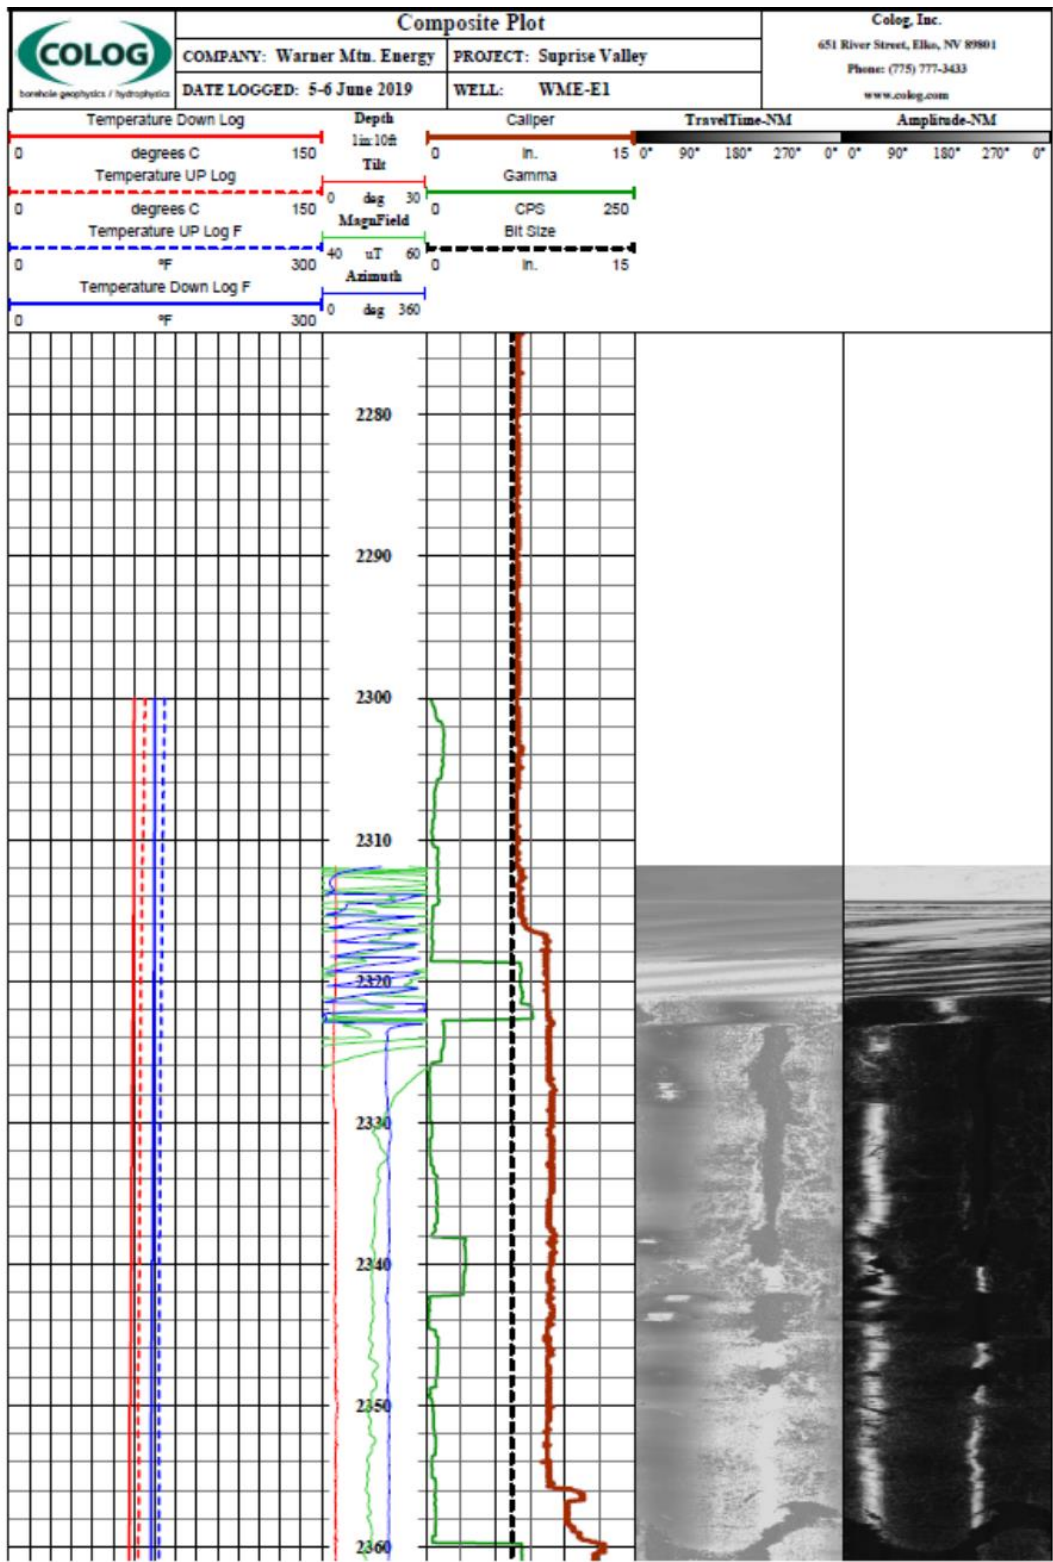 COLOG
borehole geophysics / hydrophysics
Composite Plot
COMPANY: Warner Mtn. Energy
PROJECT: Suprise Valley
DATE LOGGED: 5-6 June 2019
WELL: WME-E1
Colog, Inc.
651 River Street, Elko, NV 89801
Phone: (775) 777-3433
www.colog.com
Temperature Down Log
0 degrees C 150
Temperature UP Log
0 degrees C 150
Temperature UP Log F
0 ºF 300
Temperature Down Log F
0 ºF 300
Depth
1in:10ft
Tilt
0 deg 30
MagnField
40 uT 60
Azimuth
0 deg 360
Caliper
0 In. 15
Gamma
0 CPS 250
Bit Size
0 In. 15
TravelTime-NM
0° 90° 180° 270° 0°
Amplitude-NM
0° 90° 180° 270° 0°
2280
2290
2300
2310
2320
2330
2340
2350
2360